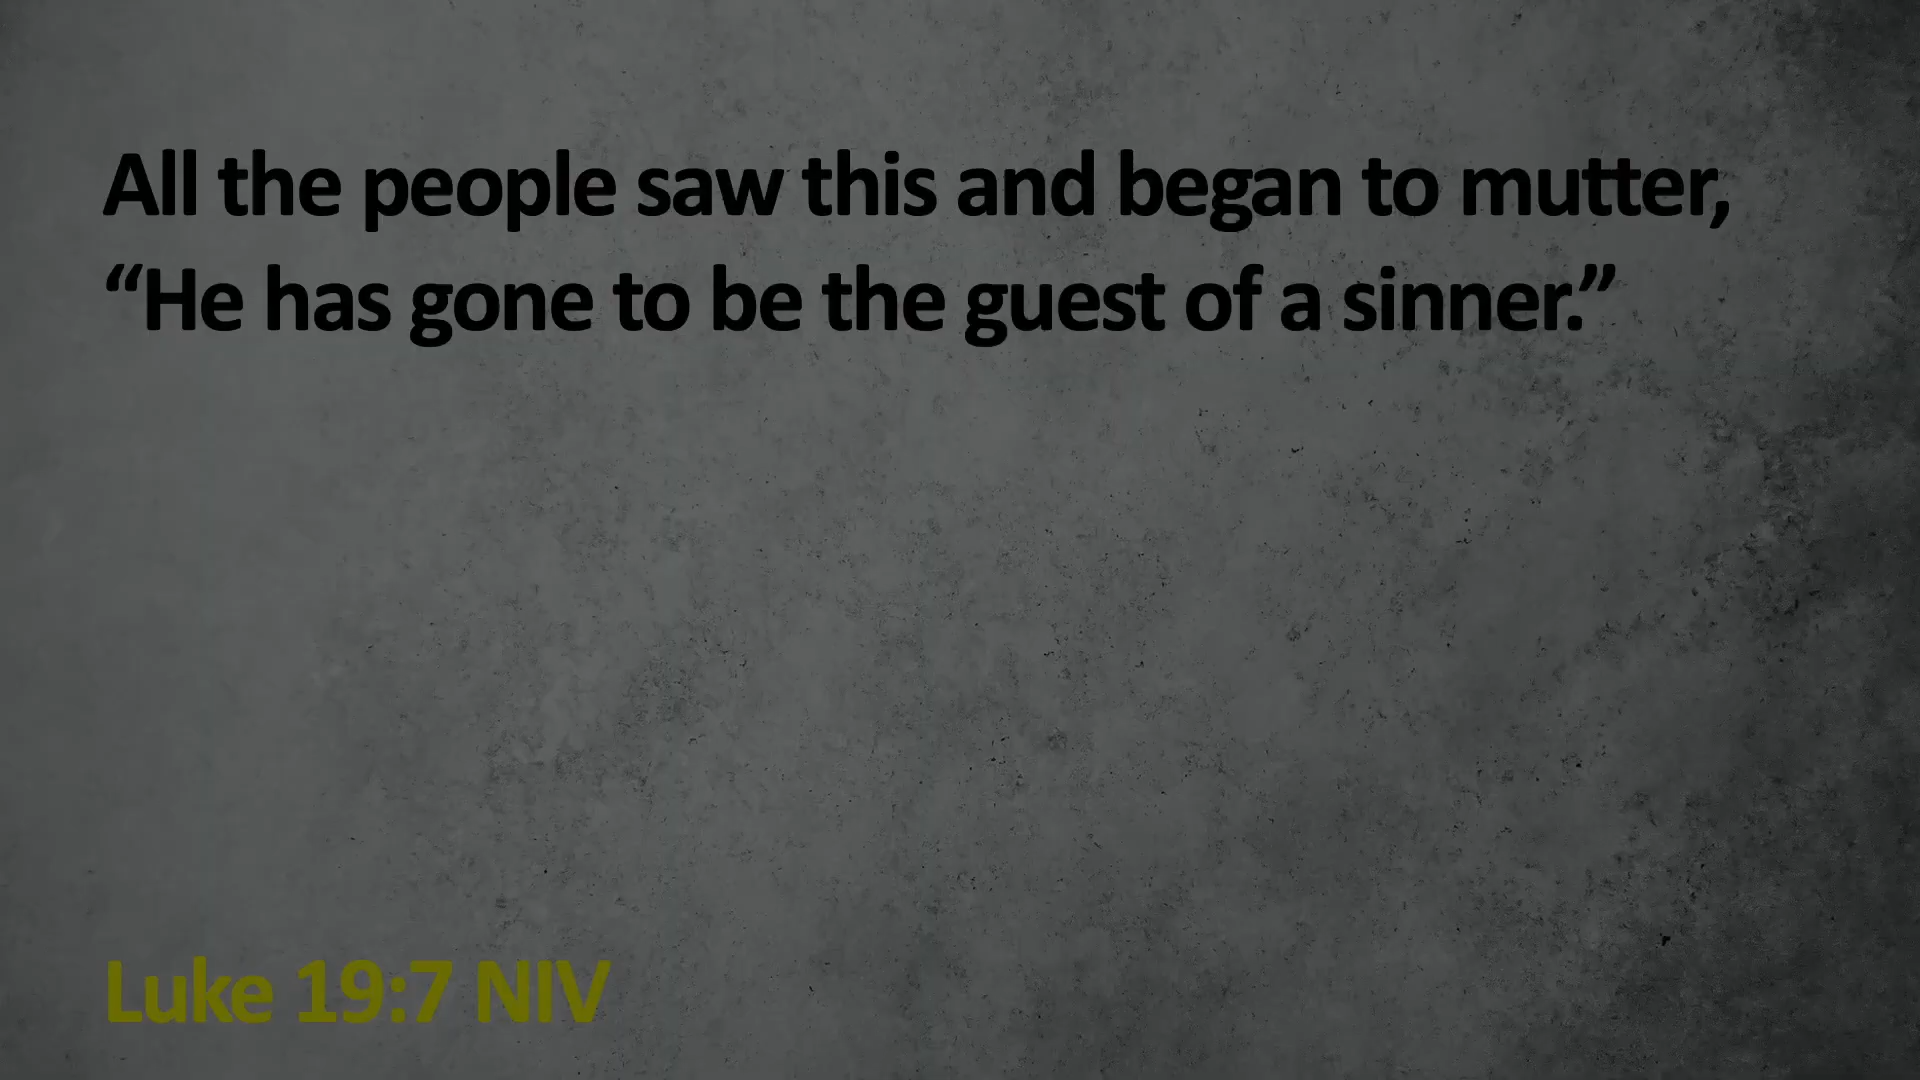 All the people saw this and began to mutter,
“He has gone to be the guest of a sinner.”
Luke 19:7 NIV